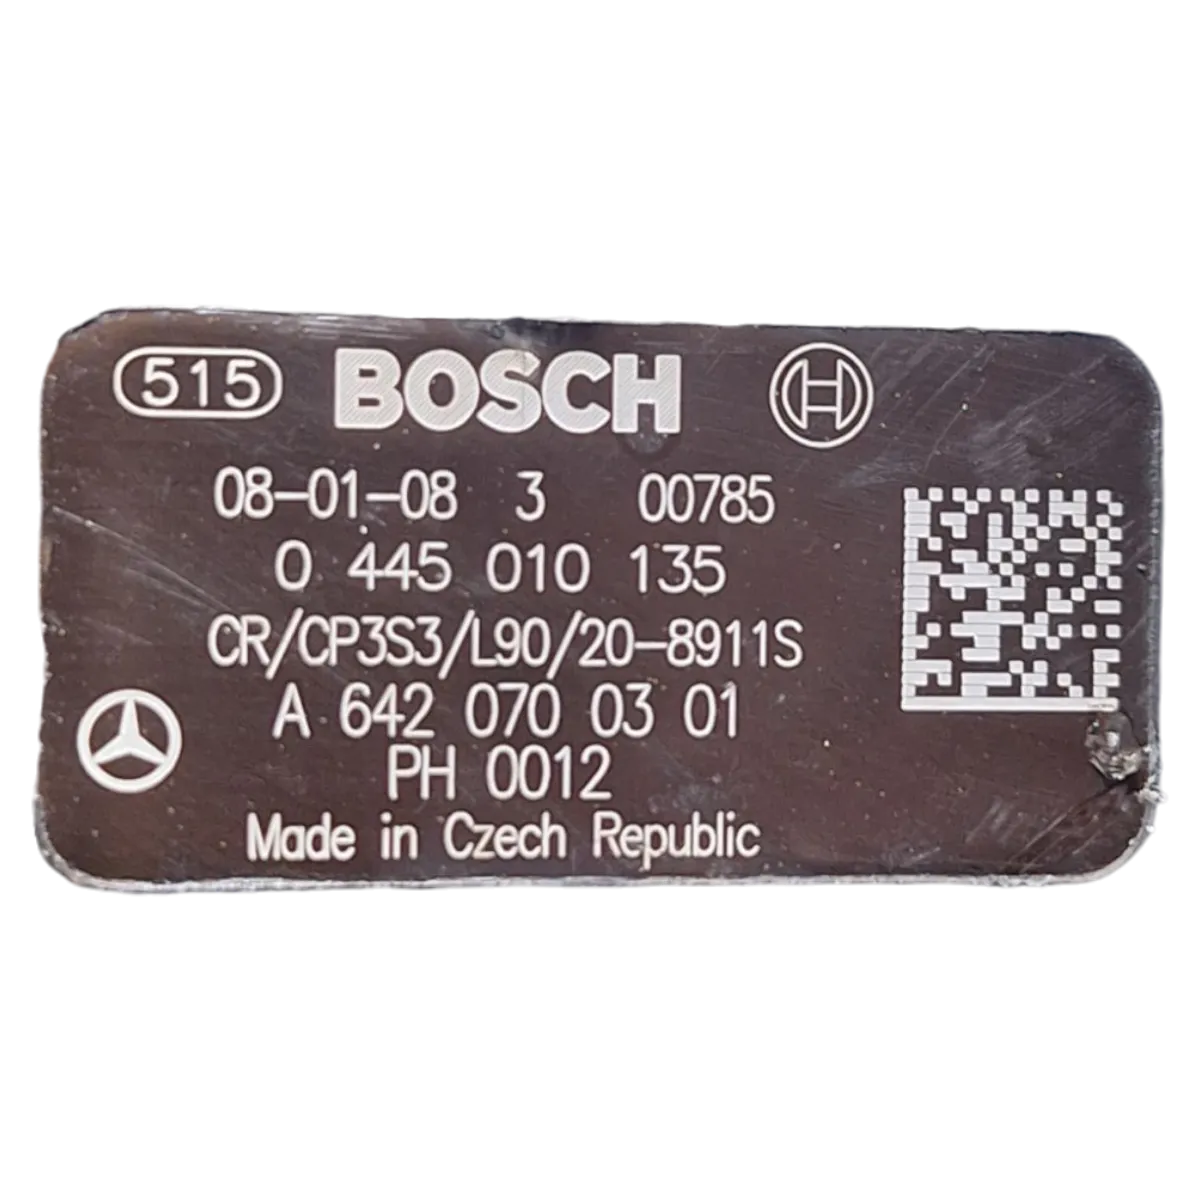 515 BOSCH H
08-01-08 3 00785
0 445 010 135
CR/CP3S3/L90/20-8911S
A 642 070 03 01
PH 0012
Made in Czech Republic